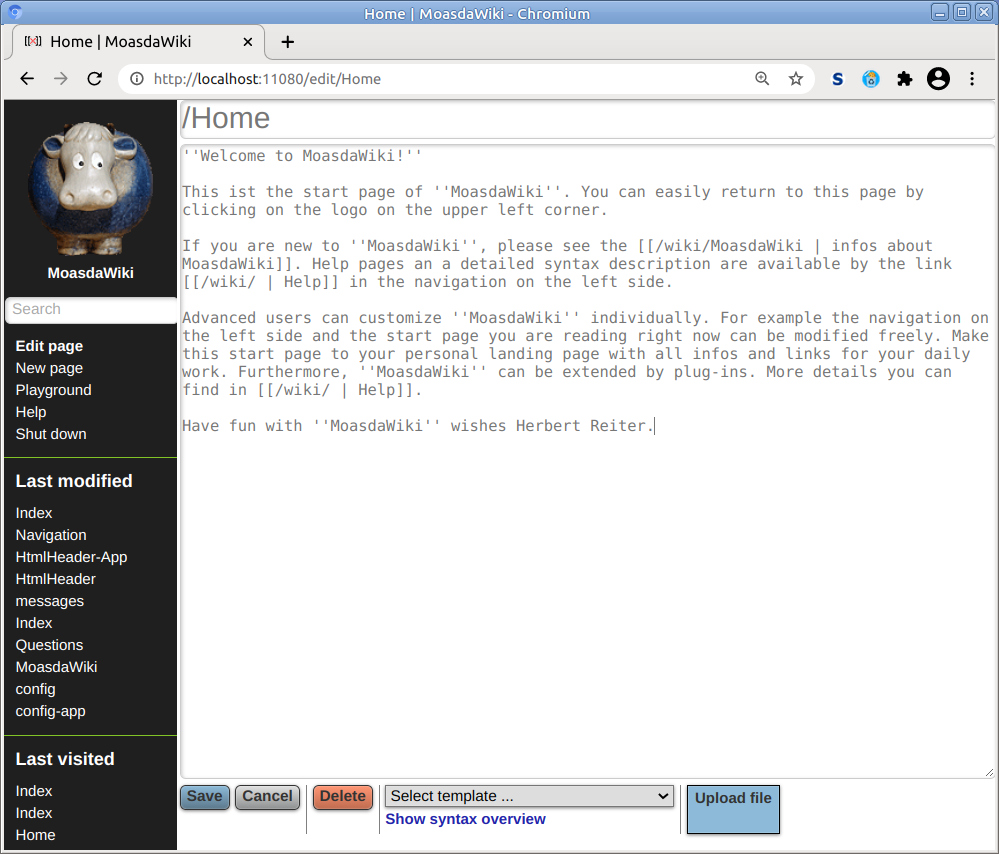 Home | MoasdaWiki - Chromium
[[x]] Home | MoasdaWiki
http://localhost:11080/edit/Home
S
MoasdaWiki
Search
Edit page
New page
Playground
Help
Shut down
Last modified
Index
Navigation
HtmlHeader-App
HtmlHeader
messages
Index
Questions
MoasdaWiki
config
config-app
Last visited
Index
Index
Home
/Home
''Welcome to MoasdaWiki!''
This ist the start page of ''MoasdaWiki''. You can easily return to this page by
clicking on the logo on the upper left corner.
If you are new to ''MoasdaWiki'', please see the [[/wiki/MoasdaWiki | infos about
MoasdaWiki]]. Help pages an a detailed syntax description are available by the link
[[/wiki/ | Help]] in the navigation on the left side.
Advanced users can customize ''MoasdaWiki'' individually. For example the navigation on
the left side and the start page you are reading right now can be modified freely. Make
this start page to your personal landing page with all infos and links for your daily
work. Furthermore, ''MoasdaWiki'' can be extended by plug-ins. More details you can
find in [[/wiki/ | Help]].
Have fun with ''MoasdaWiki'' wishes Herbert Reiter.
Save Cancel Delete Select template ... Upload file
Show syntax overview